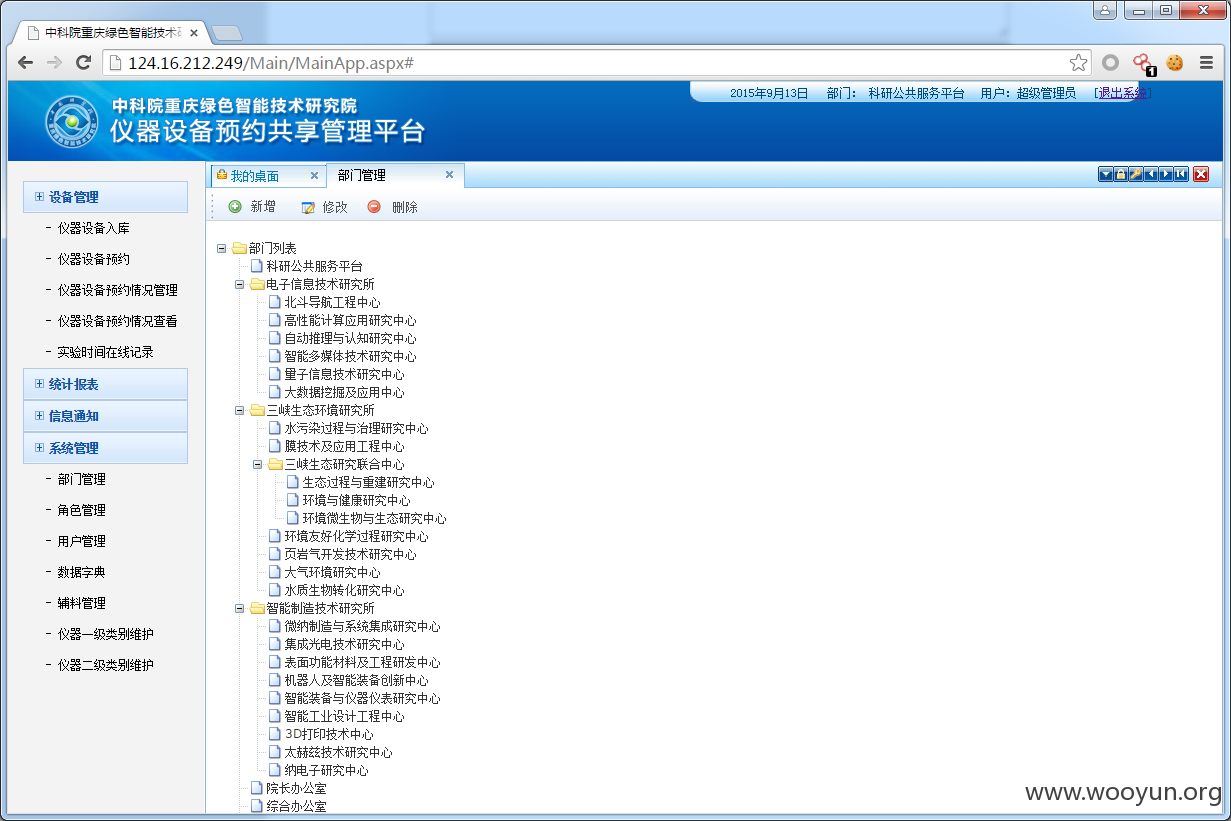 中科院重庆绿色智能技术
124.16.212.249/Main/MainApp.aspx#
1
中科院重庆绿色智能技术研究院
仪器设备预约共享管理平台
2015年9月13日 部门： 科研公共服务平台 用户：超级管理员 [退出系统]
我的桌面
部门管理
新增 修改 删除
设备管理
仪器设备入库
仪器设备预约
仪器设备预约情况管理
仪器设备预约情况查看
实验时间在线记录
统计报表
信息通知
系统管理
部门管理
角色管理
用户管理
数据字典
辅料管理
仪器一级类别维护
仪器二级类别维护
部门列表
科研公共服务平台
电子信息技术研究所
北斗导航工程中心
高性能计算应用研究中心
自动推理与认知研究中心
智能多媒体技术研究中心
量子信息技术研究中心
大数据挖掘及应用中心
三峡生态环境研究所
水污染过程与治理研究中心
膜技术及应用工程中心
三峡生态研究联合中心
生态过程与重建研究中心
环境与健康研究中心
环境微生物与生态研究中心
环境友好化学过程研究中心
页岩气开发技术研究中心
大气环境研究中心
水质生物转化研究中心
智能制造技术研究所
微纳制造与系统集成研究中心
集成光电技术研究中心
表面功能材料及工程研发中心
机器人及智能装备创新中心
智能装备与仪器仪表研究中心
智能工业设计工程中心
3D打印技术中心
太赫兹技术研究中心
纳电子研究中心
院长办公室
综合办公室
www.wooyun.org